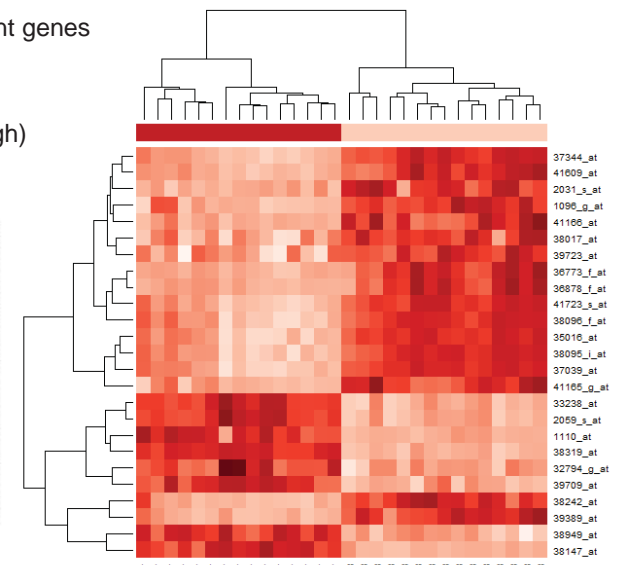 nt genes
gh)
37344_at
41609_at
2031_s_at
1096_g_at
41166_at
38017_at
39723_at
36773_f_at
36878_f_at
41723_s_at
38096_f_at
35016_at
38095_i_at
37039_at
41165_g_at
33238_at
2059_s_at
1110_at
38319_at
32794_g_at
39709_at
38242_at
39389_at
38949_at
38147_at